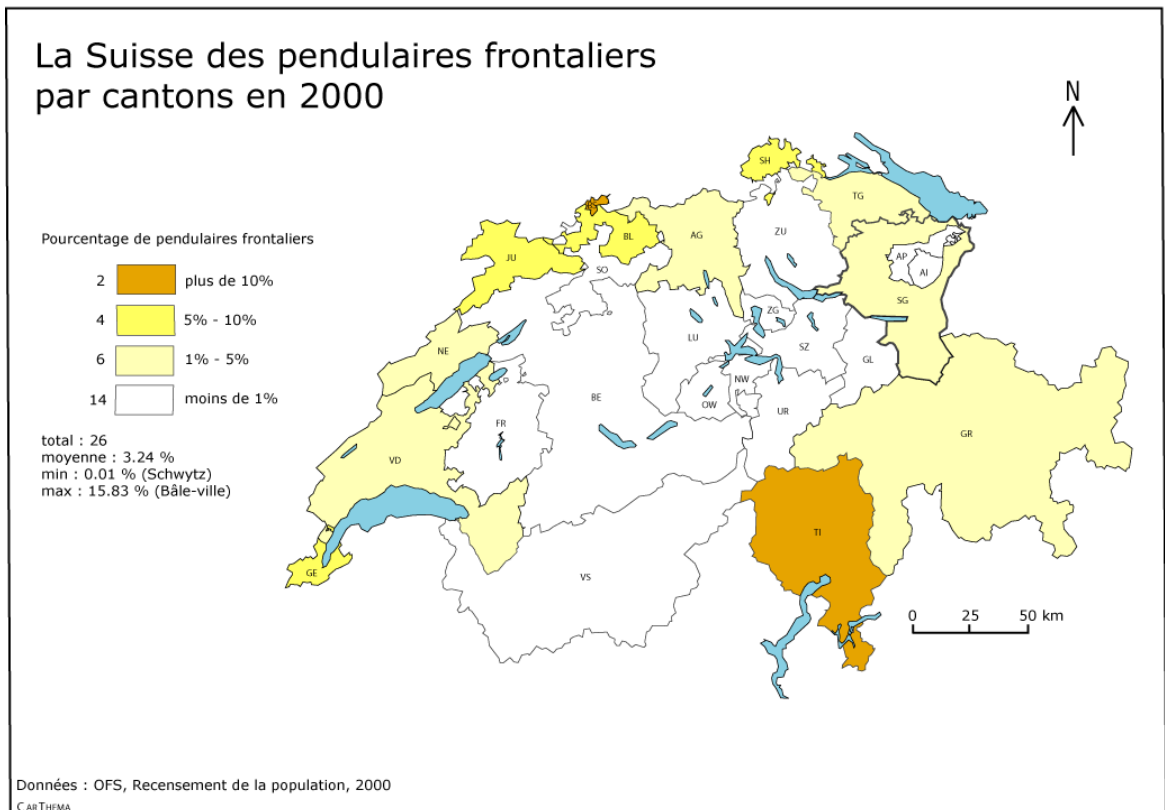 La Suisse des pendulaires frontaliers
par cantons en 2000
N
Pourcentage de pendulaires frontaliers
2 plus de 10%
4 5% - 10%
6 1% - 5%
14 moins de 1%
total : 26
moyenne : 3.24 %
min : 0.01 % (Schwytz)
max : 15.83 % (Bâle-ville)
SH
TG
BL
AG
ZU
JU
SO
AP
AI
SG
ZG
LU
SZ
NE
GL
NW
OW
UR
BE
FR
GR
VD
TI
GE
VS
0 25 50 km
Données : OFS, Recensement de la population, 2000
CARTHEMA